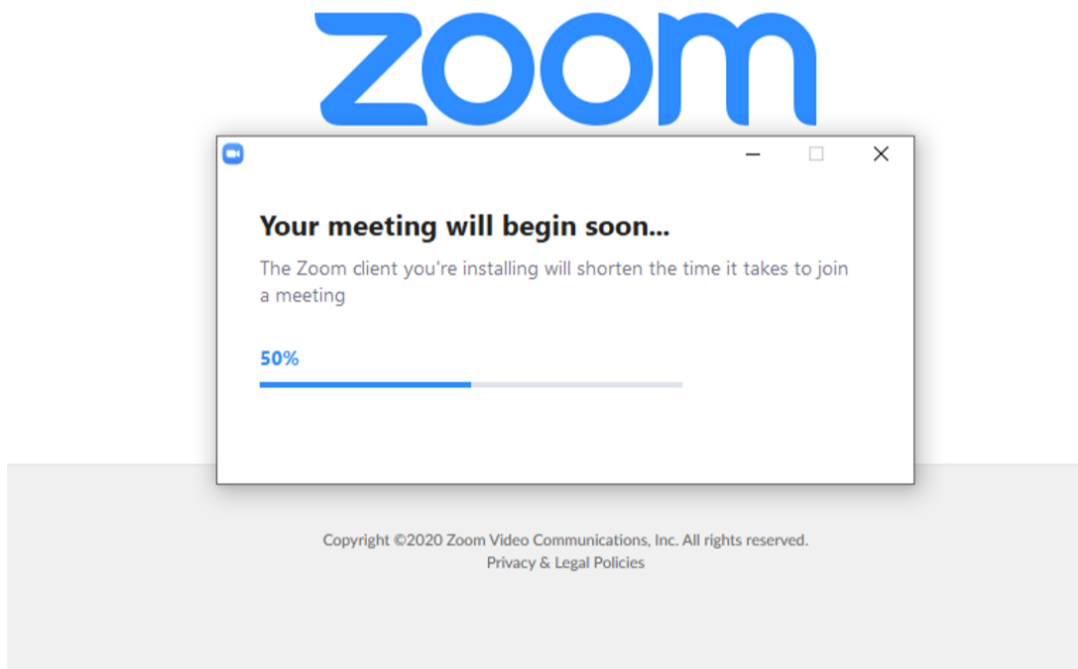 zoom
Your meeting will begin soon...
The Zoom client you're installing will shorten the time it takes to join
a meeting
50%
Copyright ©2020 Zoom Video Communications, Inc. All rights reserved.
Privacy & Legal Policies